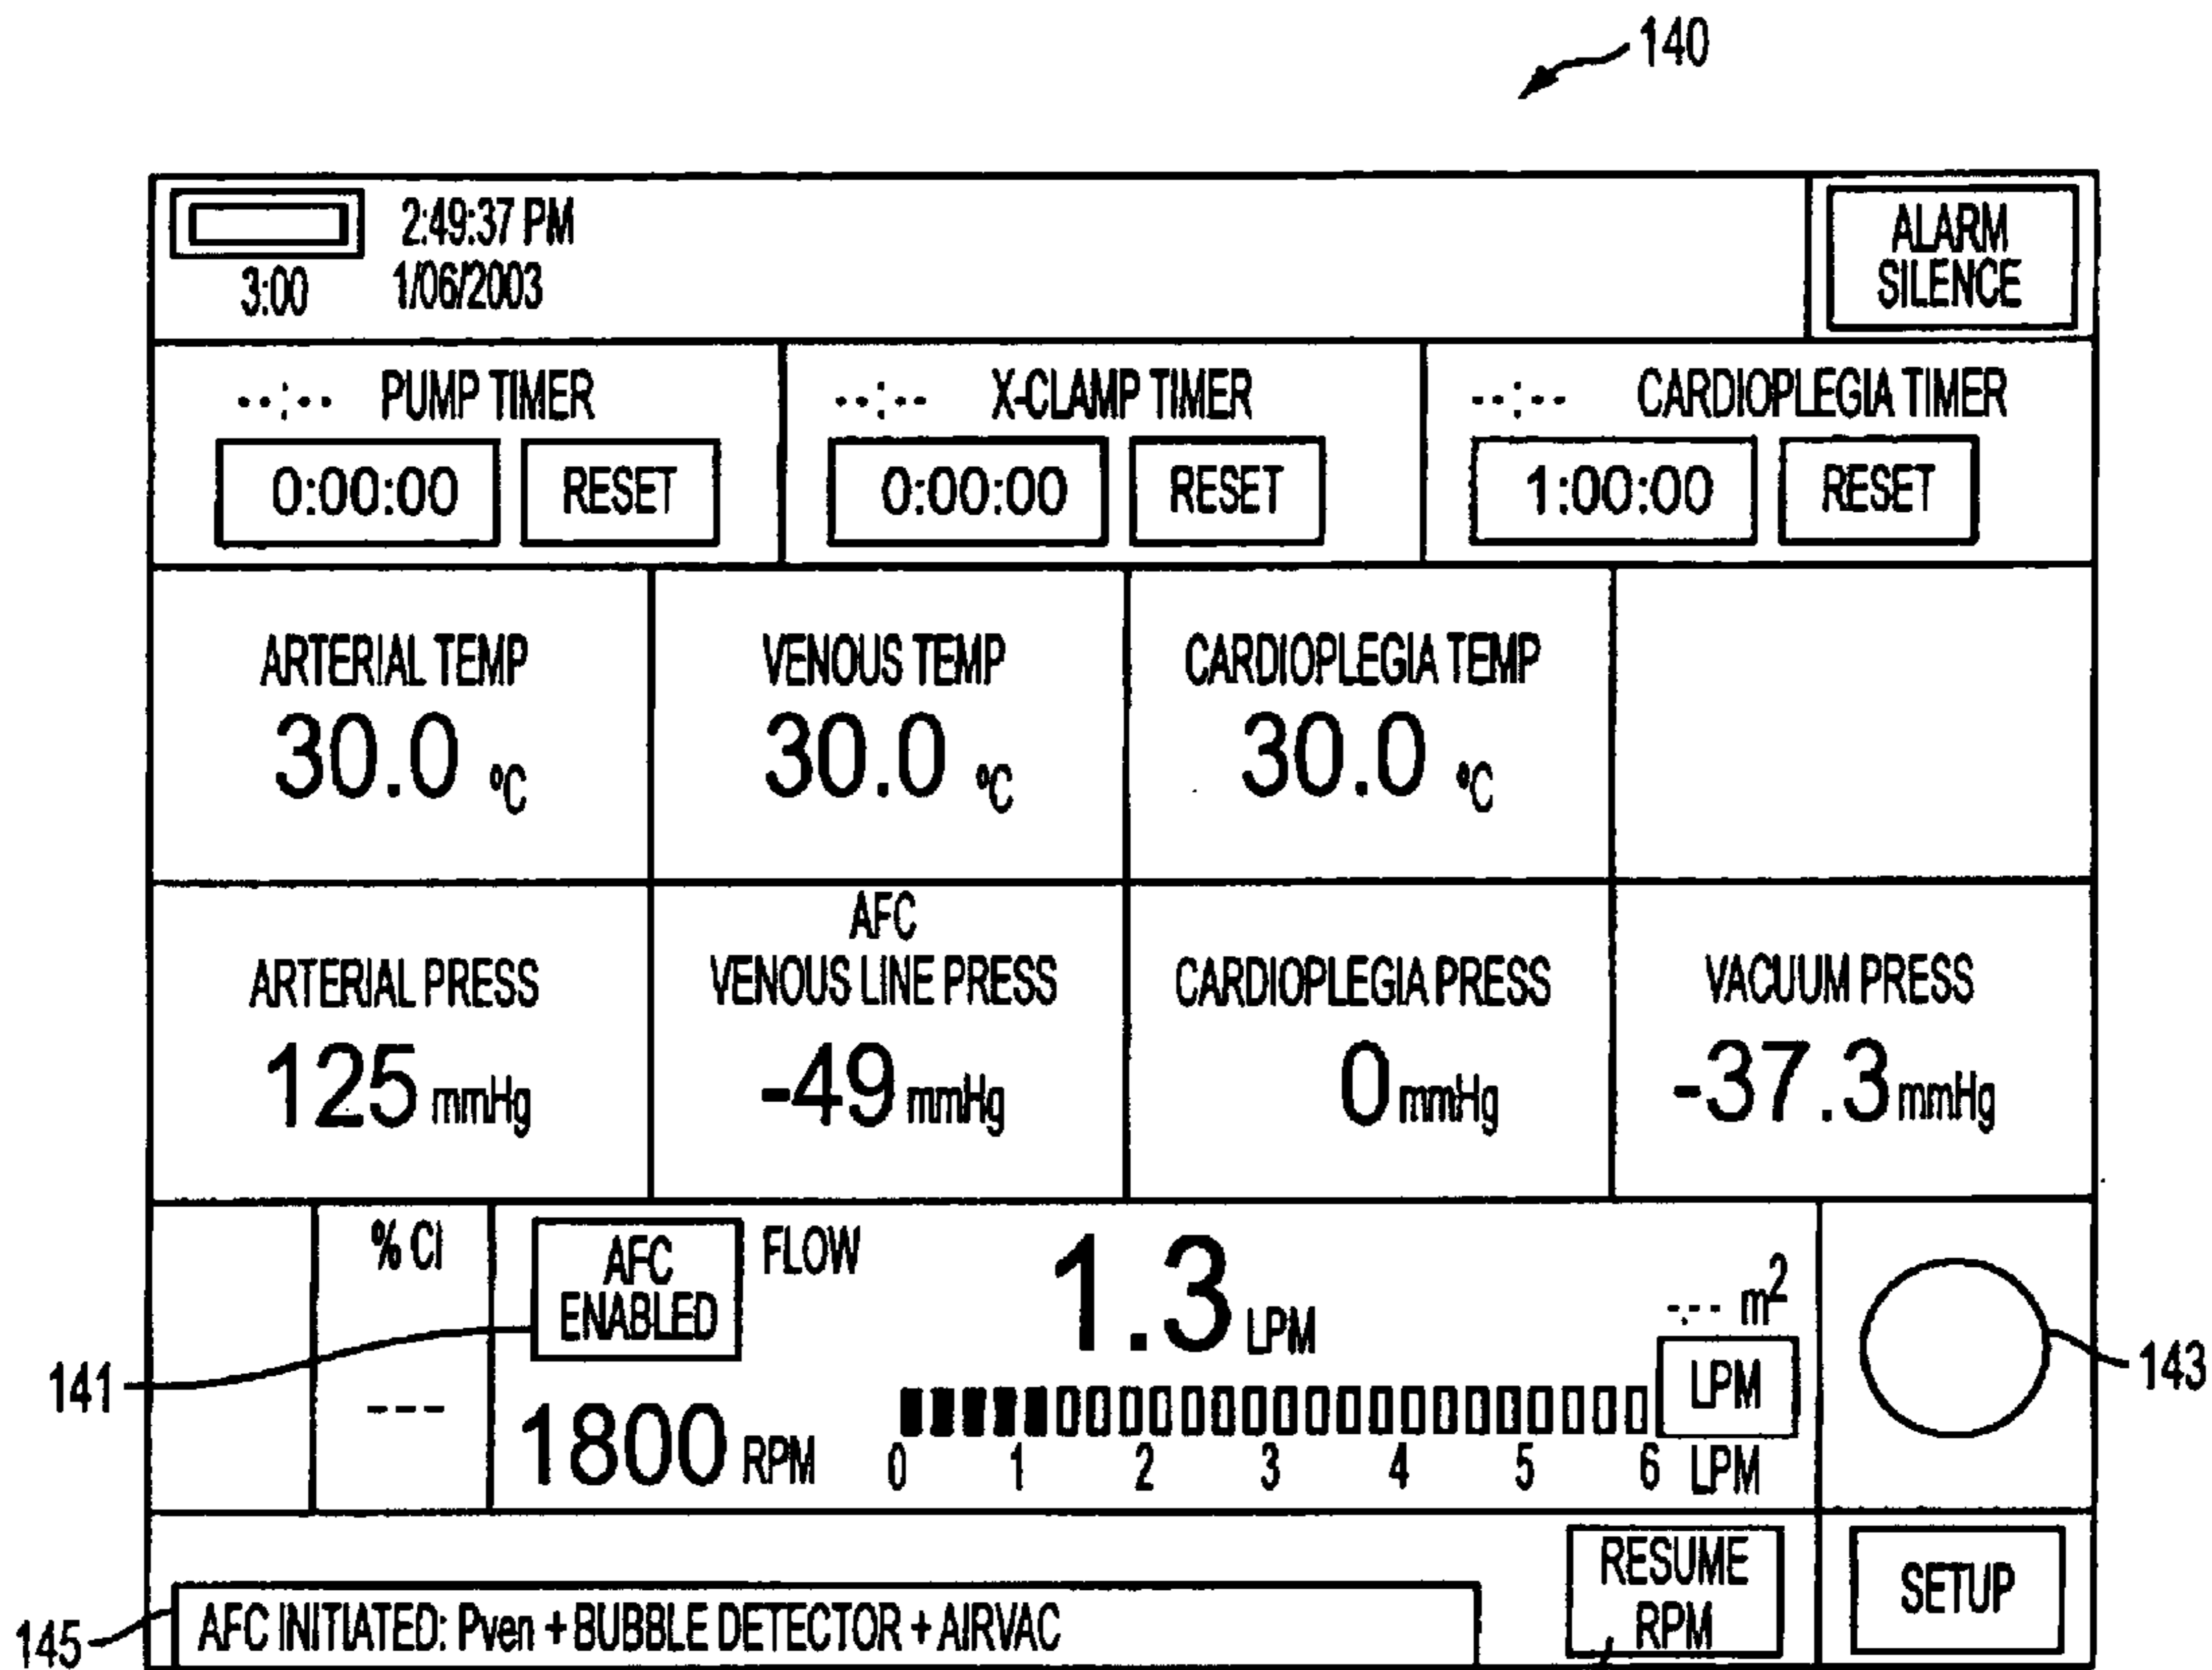 140
2:49:37 PM
3:00
1/06/2003
ALARM
SILENCE
--:-- PUMP TIMER
0:00:00 RESET
--:-- X-CLAMP TIMER
0:00:00 RESET
--:-- CARDIOPLEGIA TIMER
1:00:00 RESET
ARTERIAL TEMP
30.0 ºC
VENOUS TEMP
30.0 ºC
CARDIOPLEGIA TEMP
30.0 ºC
ARTERIAL PRESS
125 mmHg
AFC
VENOUS LINE PRESS
-49 mmHg
CARDIOPLEGIA PRESS
0 mmHg
VACUUM PRESS
-37.3 mmHg
% CI
---
AFC
ENABLED
FLOW
1.3 LPM
-.-- m²
LPM
1800 RPM
0 1 2 3 4 5 6 LPM
141
143
RESUME
RPM
SETUP
145
AFC INITIATED: Pven + BUBBLE DETECTOR + AIRVAC